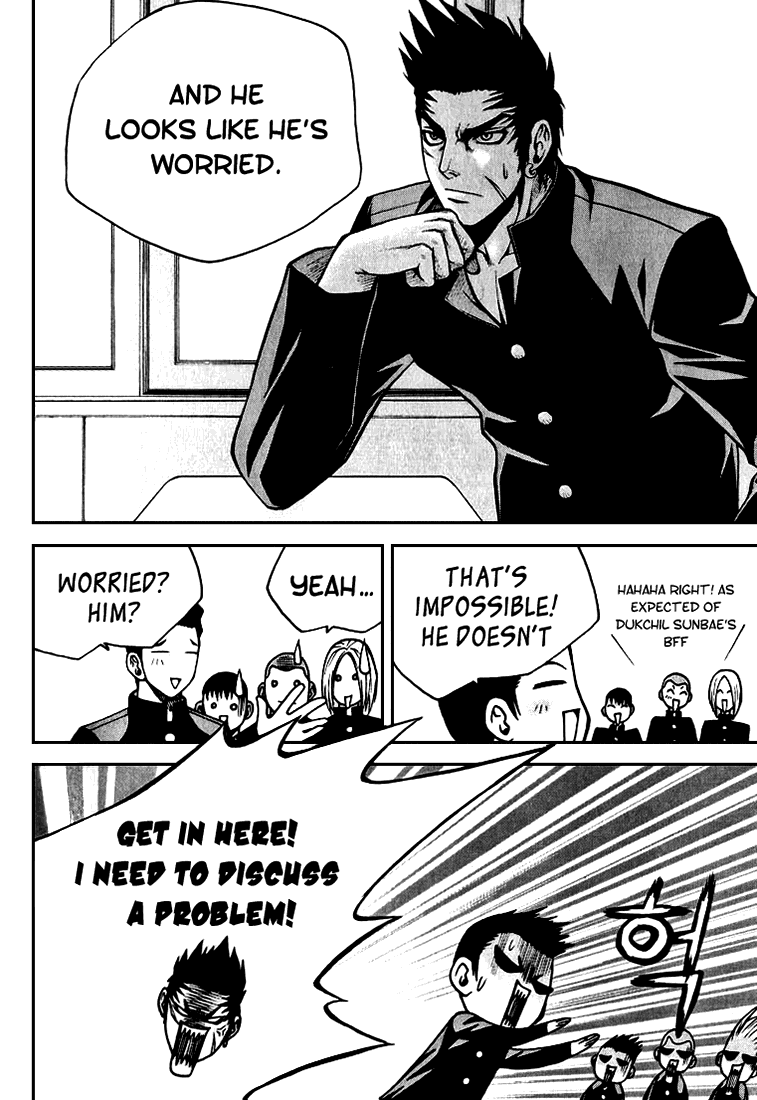 AND HE
LOOKS LIKE HE'S
WORRIED.
WORRIED?
HIM?
YEAH...
THAT'S
IMPOSSIBLE!
HE DOESN'T
HAHAHA RIGHT! AS
EXPECTED OF
DUKCHIL SUNBAE'S
BFF
GET IN HERE!
I NEED TO DISCUSS
A PROBLEM!